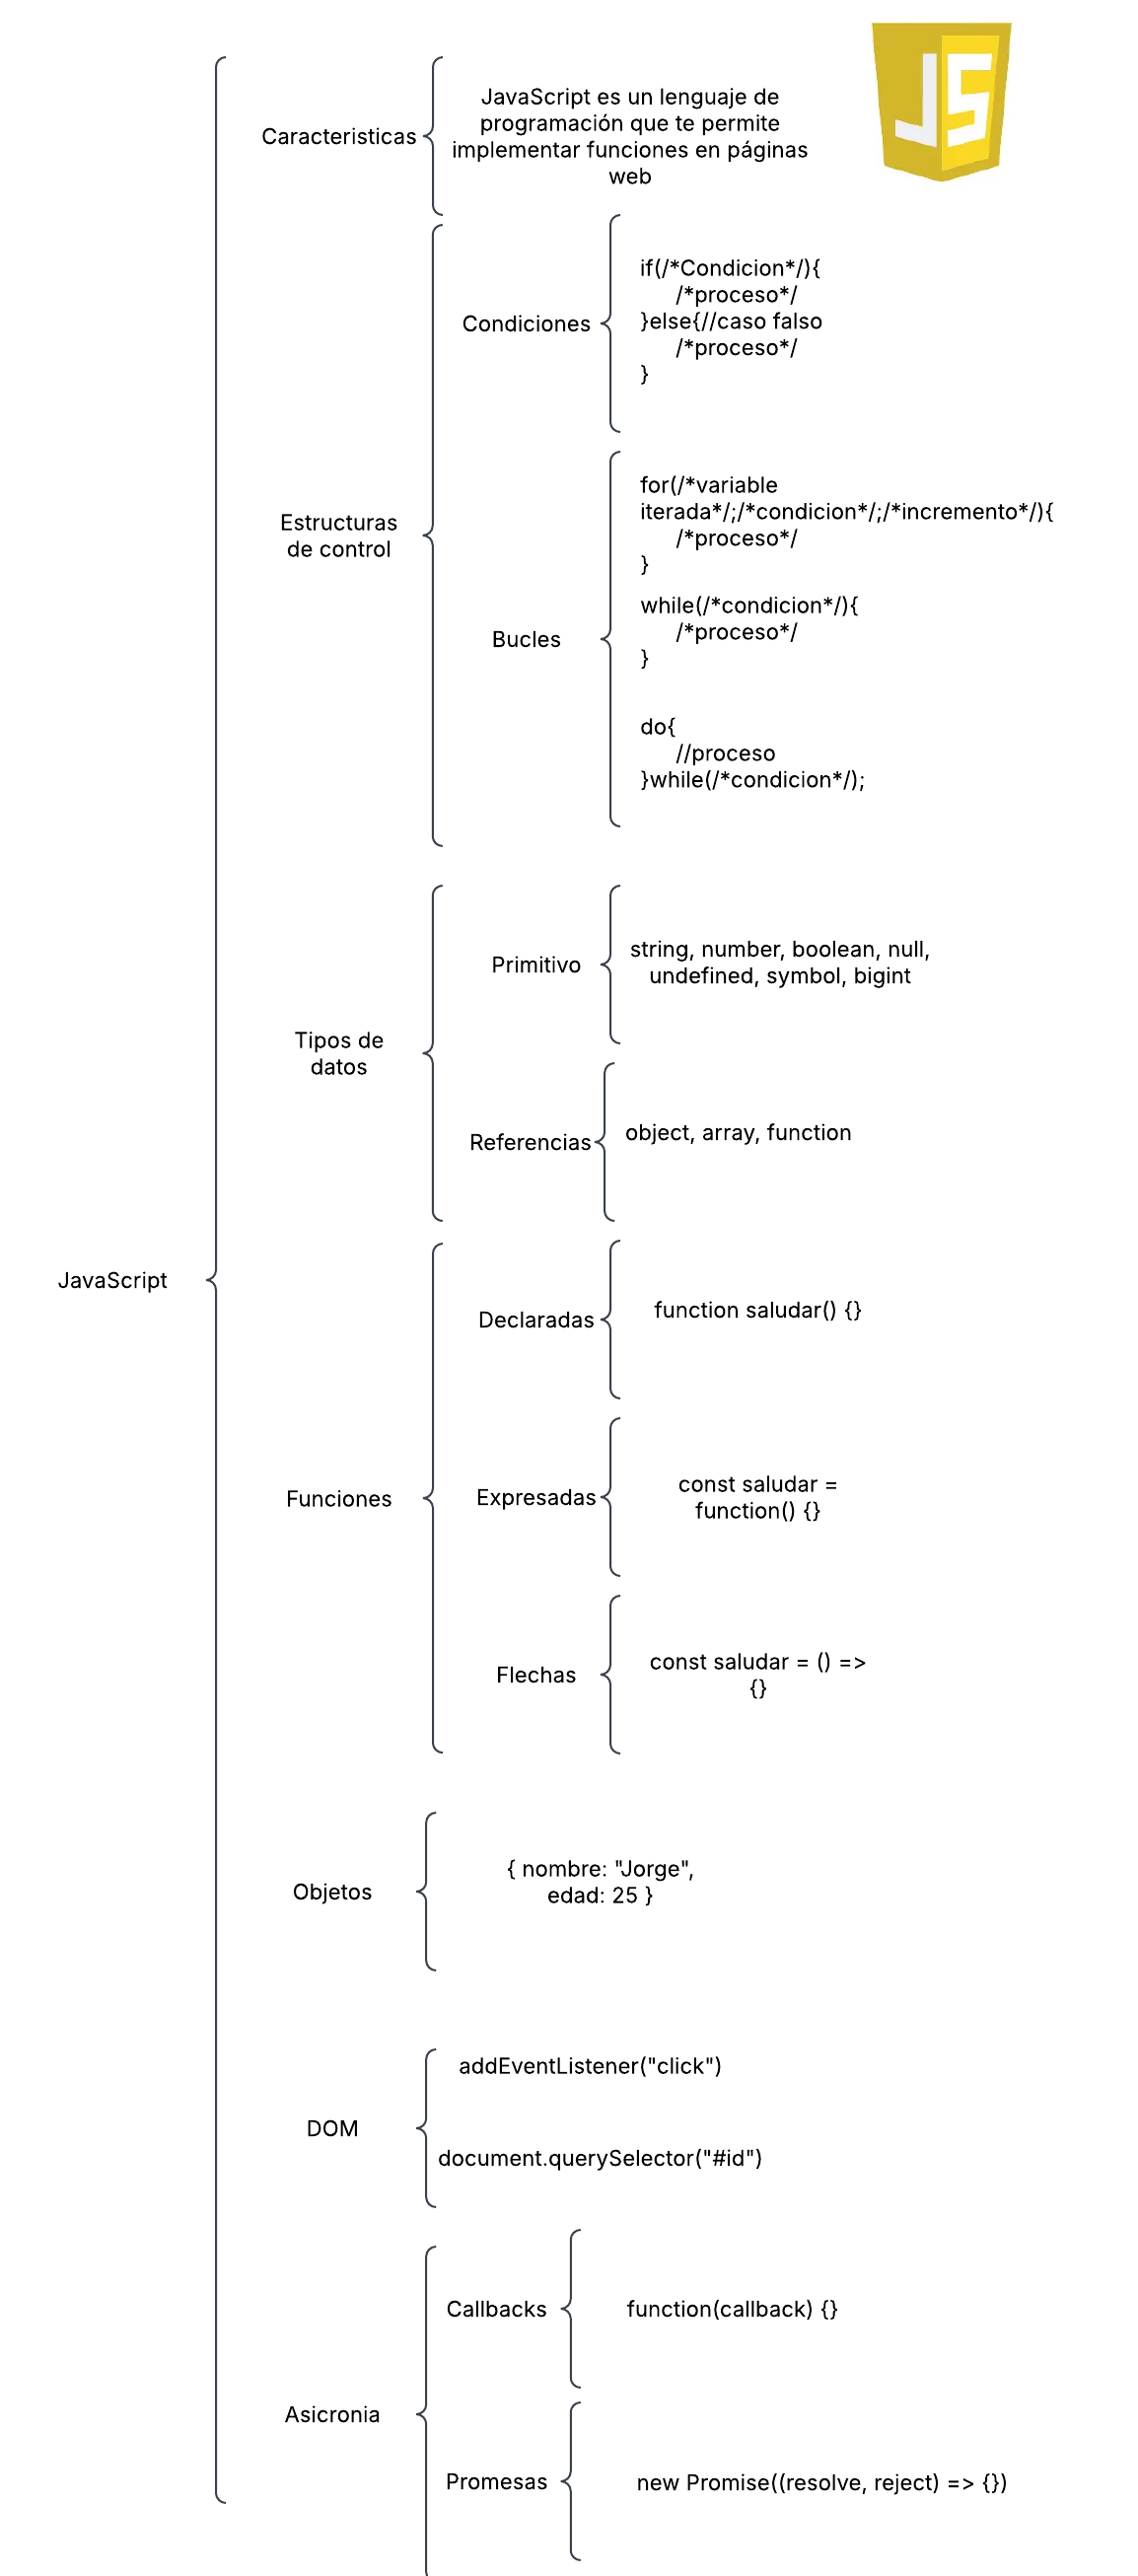 JS
Caracteristicas
JavaScript es un lenguaje de
programación que te permite
implementar funciones en páginas
web
Estructuras
de control
Condiciones
if(/*Condicion*/){
/*proceso*/
}else{//caso falso
/*proceso*/
}
Bucles
for(/*variable
iterada*/;/*condicion*/;/*incremento*/){
/*proceso*/
}
while(/*condicion*/){
/*proceso*/
}
do{
//proceso
}while(/*condicion*/);
Tipos de
datos
Primitivo
string, number, boolean, null,
undefined, symbol, bigint
Referencias
object, array, function
JavaScript
Funciones
Declaradas
function saludar() {}
Expresadas
const saludar =
function() {}
Flechas
const saludar = () =>
{}
Objetos
{ nombre: "Jorge",
edad: 25 }
DOM
addEventListener("click")
document.querySelector("#id")
Asicronia
Callbacks
function(callback) {}
Promesas
new Promise((resolve, reject) => {})